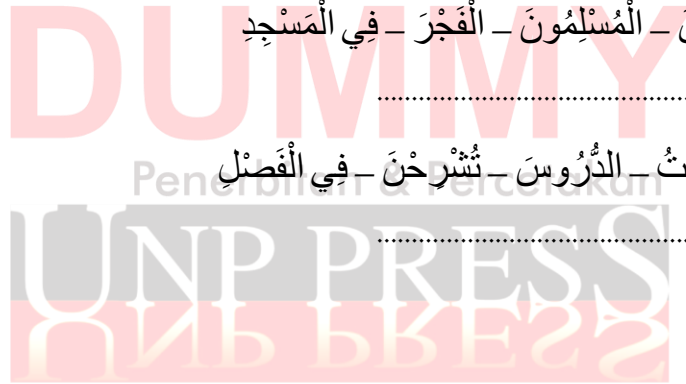 ـ الْمُسْلِمُونَ ـ الْفَجْرَ ـ فِي الْمَسْجِدِ
................................................
ـ الدُّرُوسَ ـ تُشْرِحْنَ ـ فِي الْفَصْلِ
................................................
DUMMY
Penerbitan & Percetakan
UNP PRESS